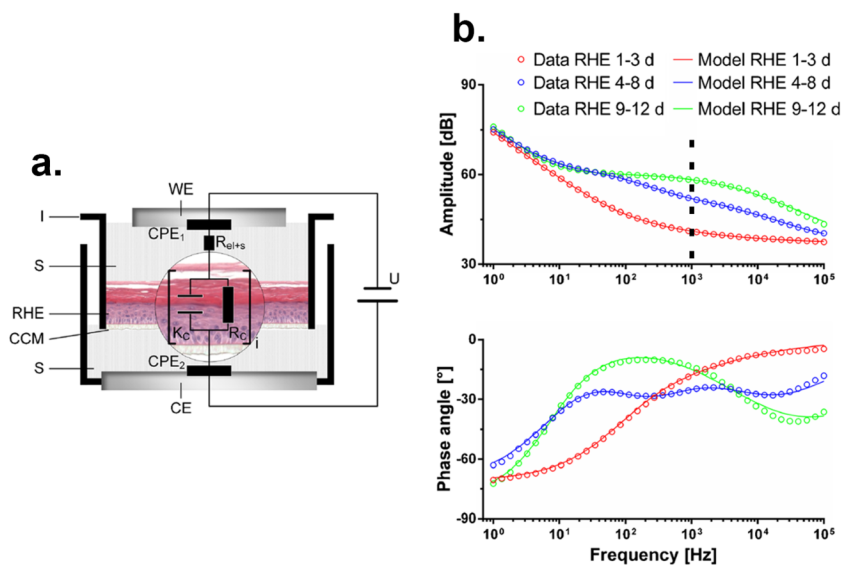 a.
WE
I
CPE1
Rel+s
S
U
RHE
KC
RC
CCM
i
S
CPE2
CE
b.
Data RHE 1-3 d
Model RHE 1-3 d
Data RHE 4-8 d
Model RHE 4-8 d
Data RHE 9-12 d
Model RHE 9-12 d
Amplitude [dB]
90
60
30
10^0 10^1 10^2 10^3 10^4 10^5
Phase angle [°]
0
-30
-60
-90
10^0 10^1 10^2 10^3 10^4 10^5
Frequency [Hz]